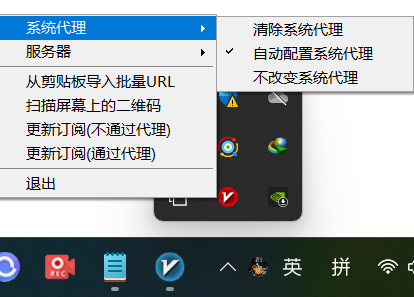 系统代理
清除系统代理
服务器
自动配置系统代理
不改变系统代理
从剪贴板导入批量URL
扫描屏幕上的二维码
更新订阅(不通过代理)
更新订阅(通过代理)
退出
REC
英
拼